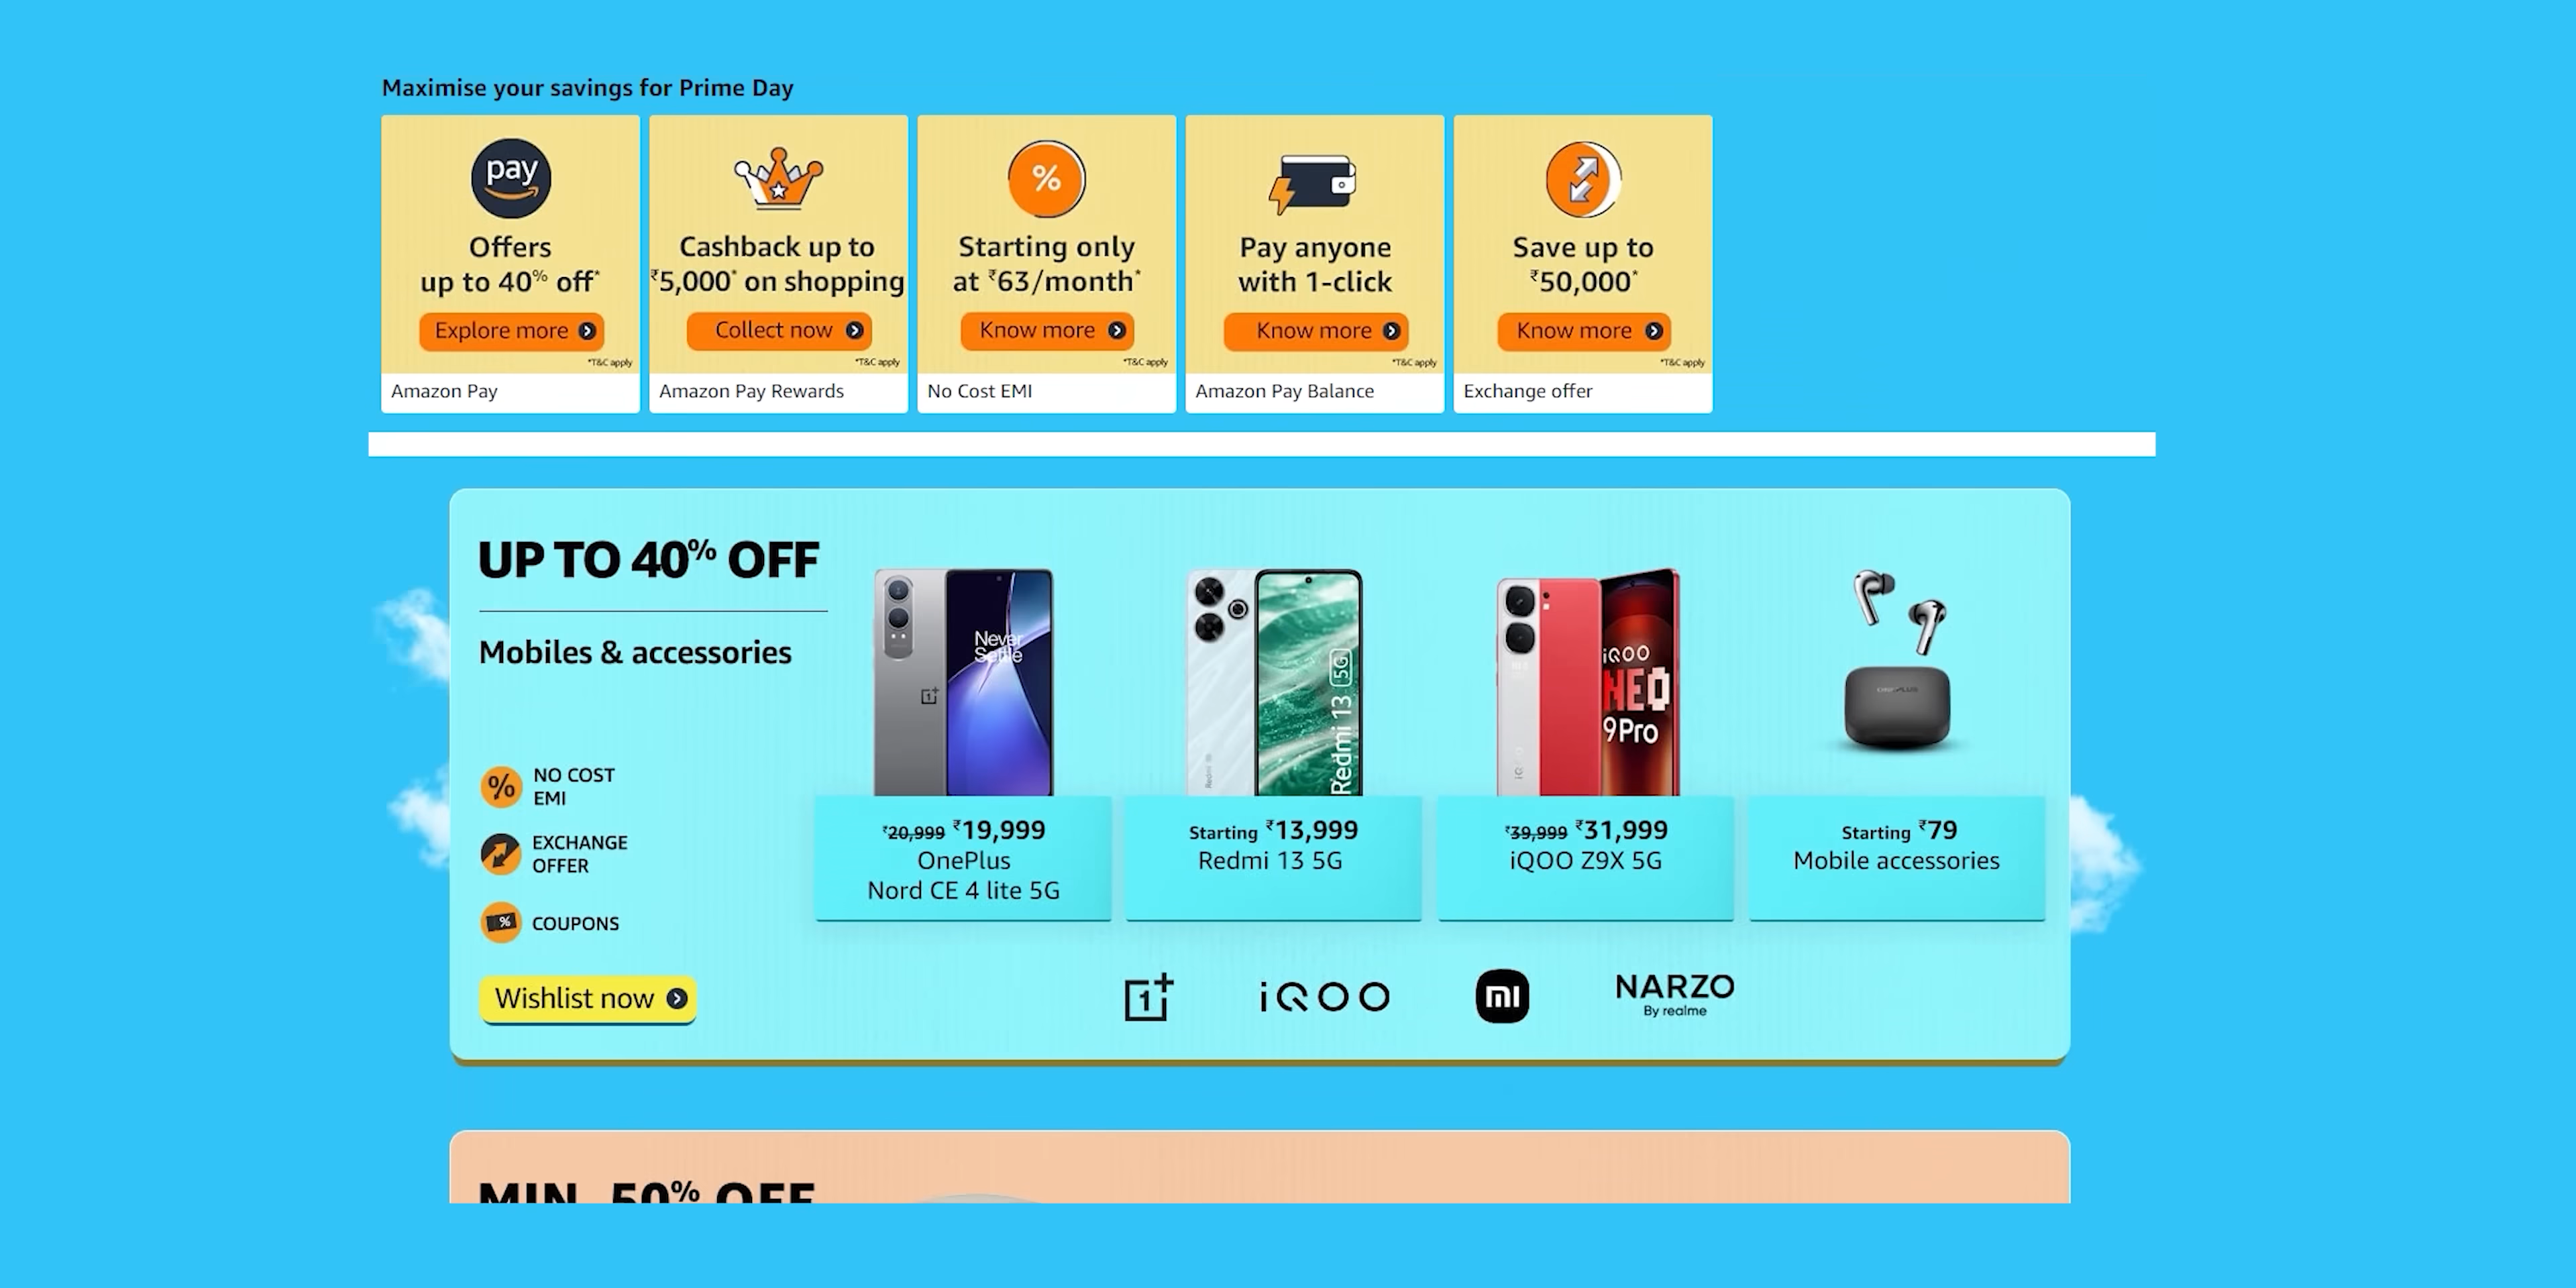 Maximise your savings for Prime Day
pay
Offers
up to 40% off*
Explore more
*T&C apply
Amazon Pay
Cashback up to
₹5,000* on shopping
Collect now
*T&C apply
Amazon Pay Rewards
%
Starting only
at ₹63/month*
Know more
*T&C apply
No Cost EMI
Pay anyone
with 1-click
Know more
*T&C apply
Amazon Pay Balance
Save up to
₹50,000*
Know more
*T&C apply
Exchange offer
UP TO 40% OFF
Mobiles & accessories
% NO COST
EMI
EXCHANGE
OFFER
% COUPONS
Wishlist now
Never
Settle
1+
₹20,999 ₹19,999
OnePlus
Nord CE 4 lite 5G
Redmi 13 5G
Starting ₹13,999
Redmi 13 5G
iQOO
NEO
9Pro
₹39,999 ₹31,999
iQOO Z9X 5G
ONEPLUS
Starting ₹79
Mobile accessories
1+
iQOO
mi
NARZO
By realme
MIN. 50% OFF